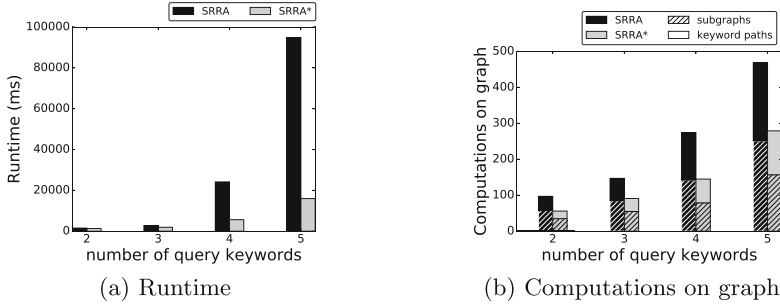 SRRA SRRA*
100000
80000
60000
40000
20000
0
Runtime (ms)
2 3 4 5
number of query keywords
(a) Runtime
SRRA subgraphs
SRRA* keyword paths
500
400
300
200
100
0
Computations on graph
2 3 4 5
number of query keywords
(b) Computations on graph